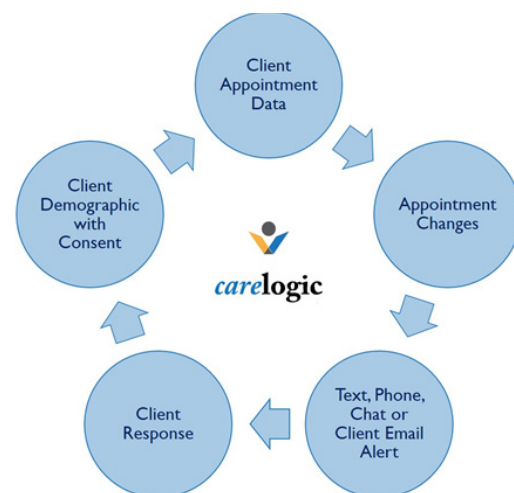 Client
Appointment
Data
Appointment
Changes
Text, Phone,
Chat or
Client Email
Alert
Client
Response
Client
Demographic
with
Consent
carelogic